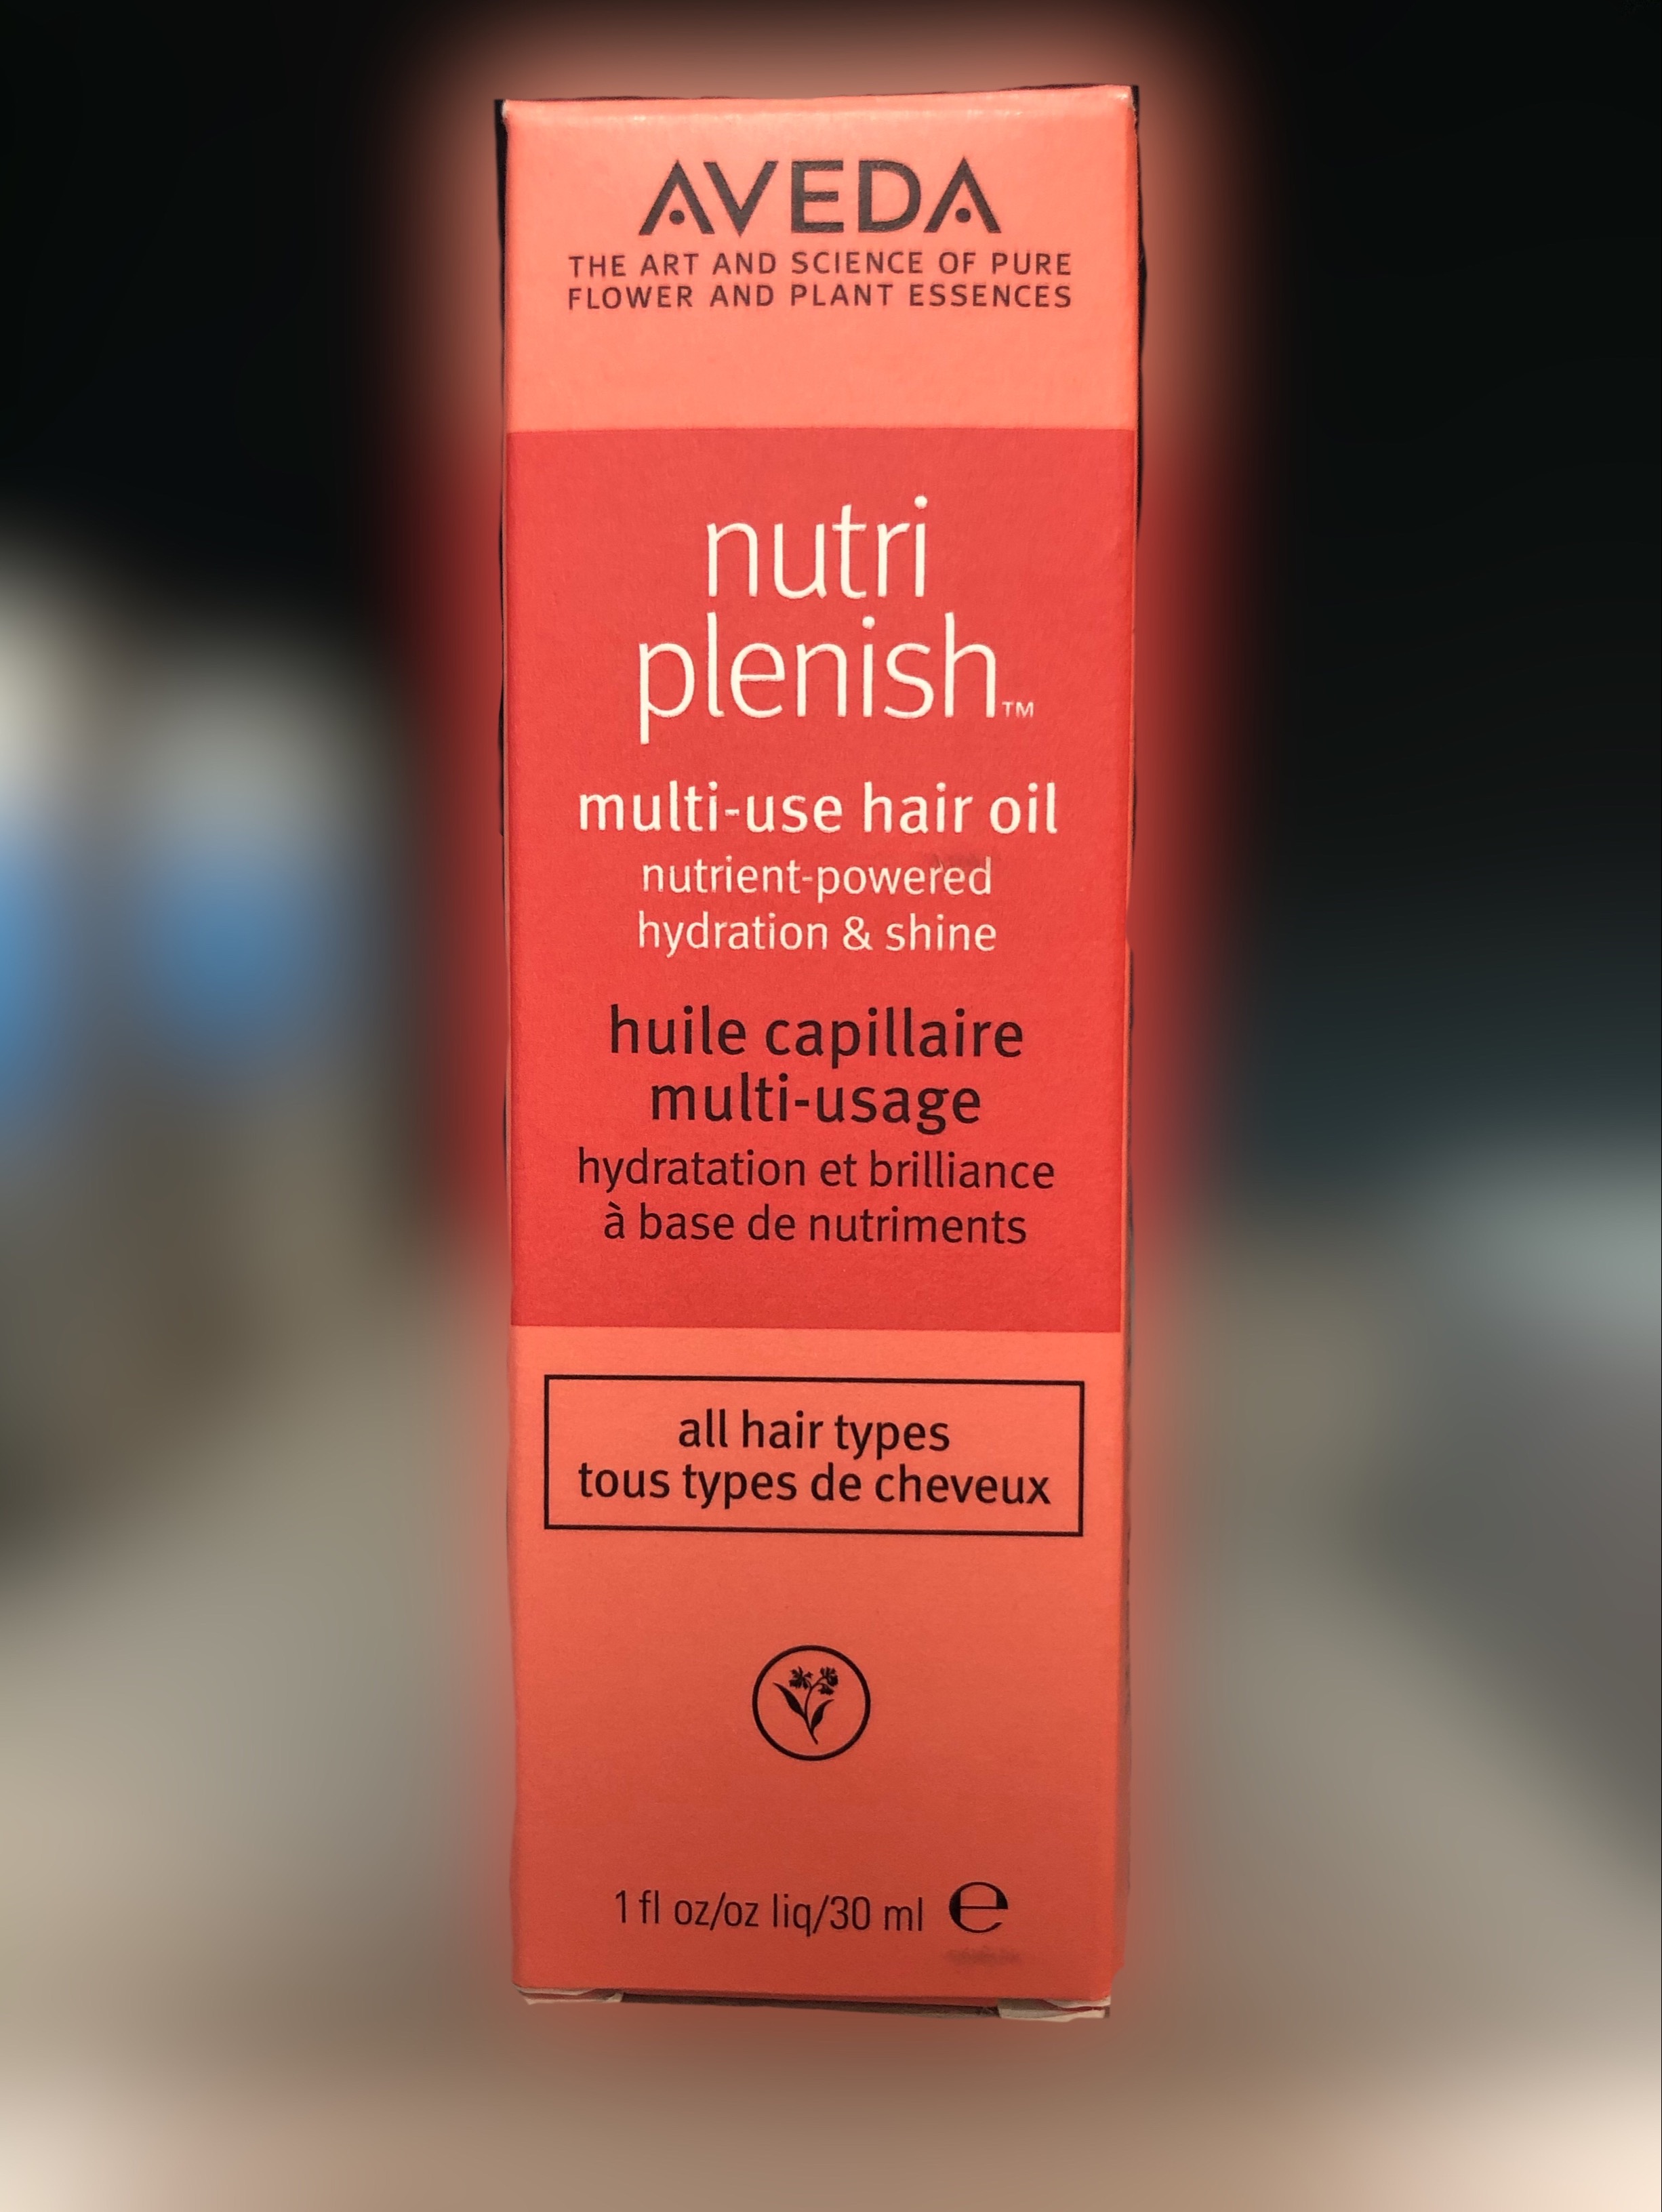 AVEDA
THE ART AND SCIENCE OF PURE
FLOWER AND PLANT ESSENCES
nutri
plenish™
multi-use hair oil
nutrient-powered
hydration & shine
huile capillaire
multi-usage
hydratation et brilliance
à base de nutriments
all hair types
tous types de cheveux
1 fl oz/oz liq/30 ml ℮